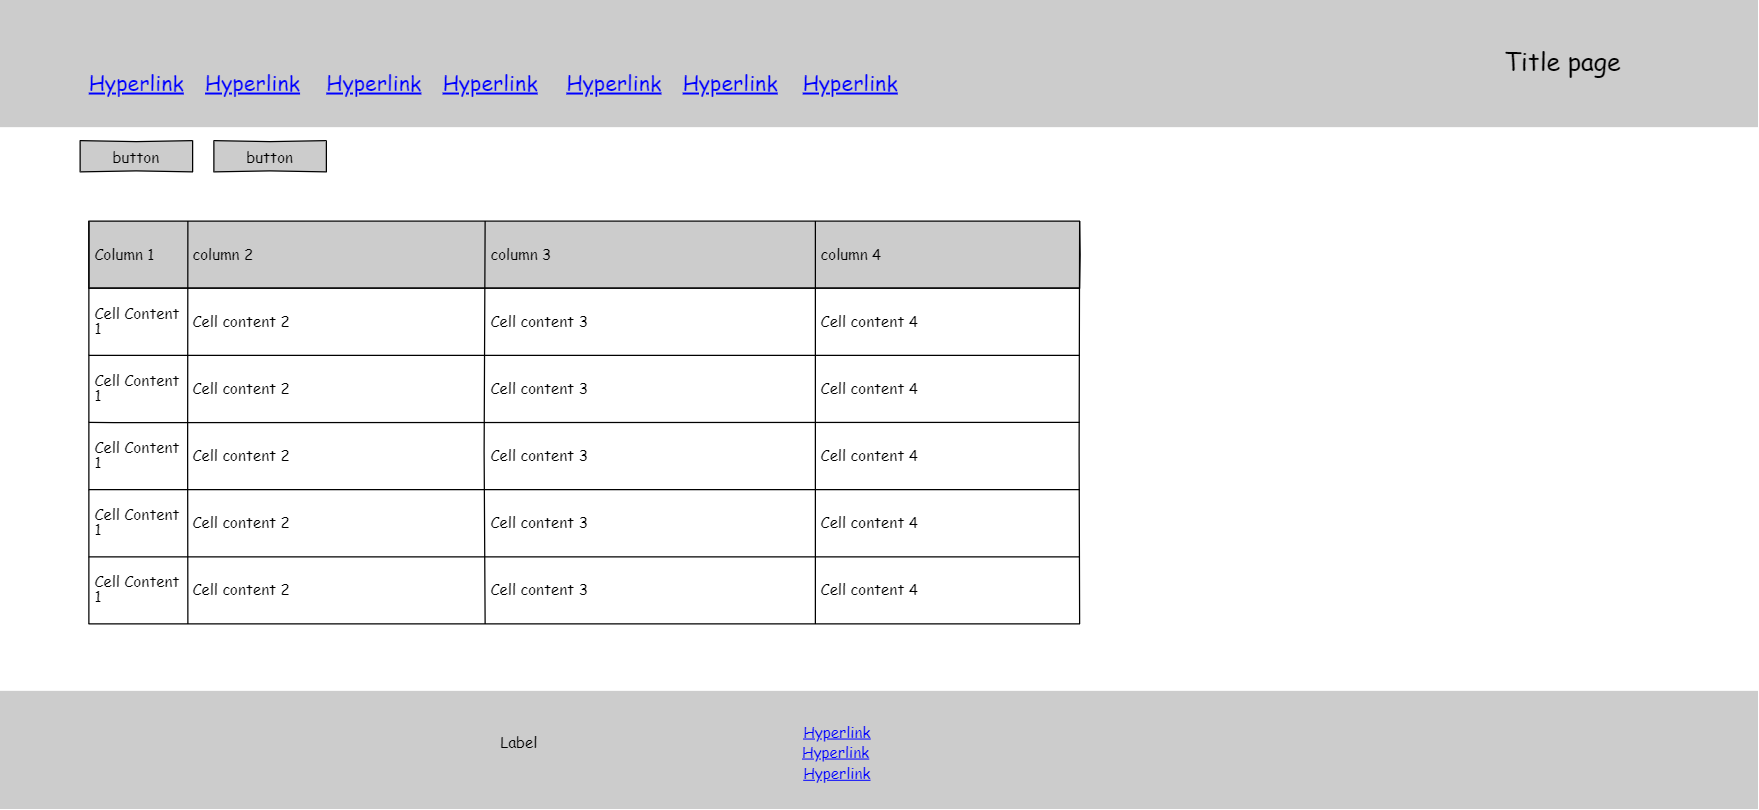 Title page
Hyperlink Hyperlink Hyperlink Hyperlink Hyperlink Hyperlink Hyperlink
button button
Column 1 column 2 column 3 column 4
Cell Content
1
Cell content 2 Cell content 3 Cell content 4
Cell Content
1
Cell content 2 Cell content 3 Cell content 4
Cell Content
1
Cell content 2 Cell content 3 Cell content 4
Cell Content
1
Cell content 2 Cell content 3 Cell content 4
Cell Content
1
Cell content 2 Cell content 3 Cell content 4
Label
Hyperlink
Hyperlink
Hyperlink